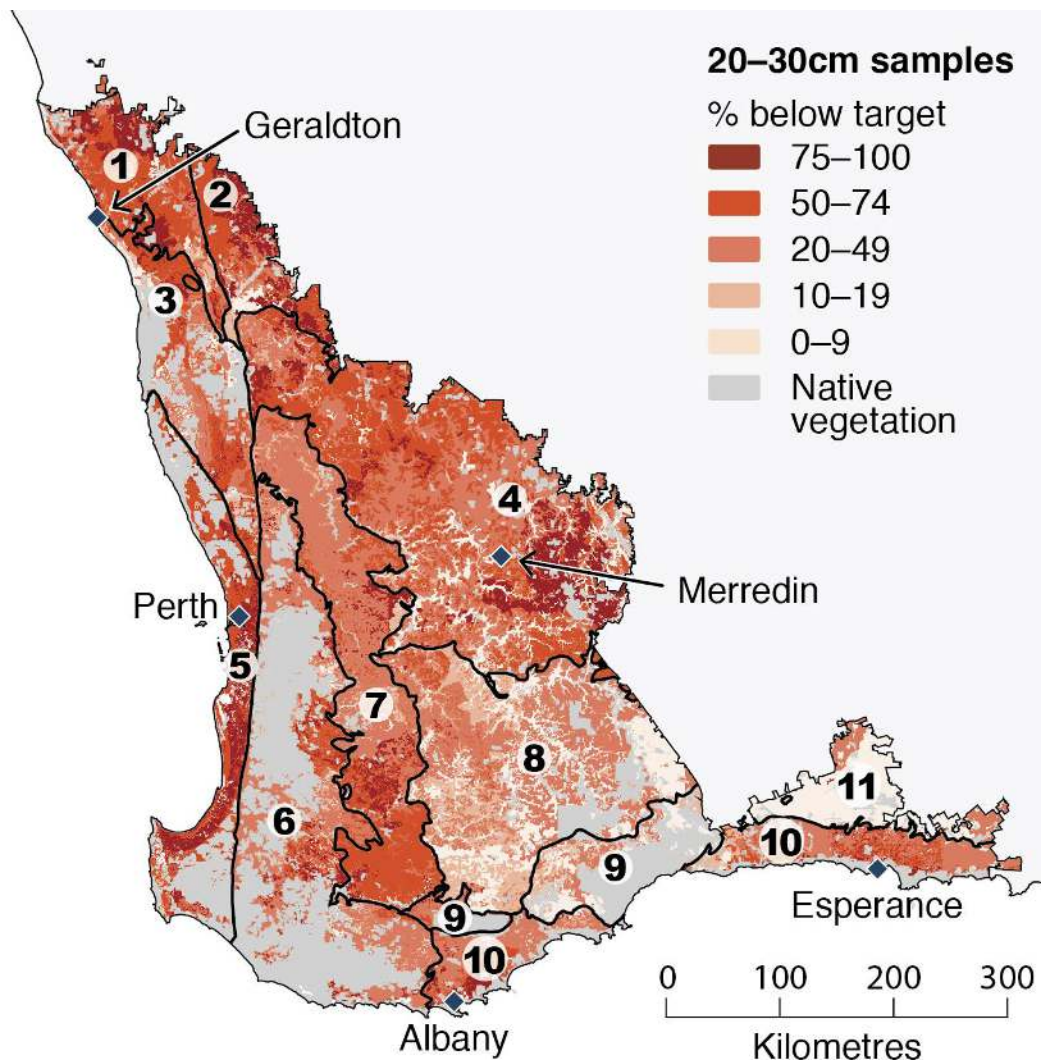 20–30cm samples
% below target
75–100
50–74
20–49
10–19
0–9
Native
vegetation
Geraldton
1
2
3
4
Merredin
Perth
5
7
8
6
11
10
9
Esperance
9
10
Albany
0 100 200 300
Kilometres